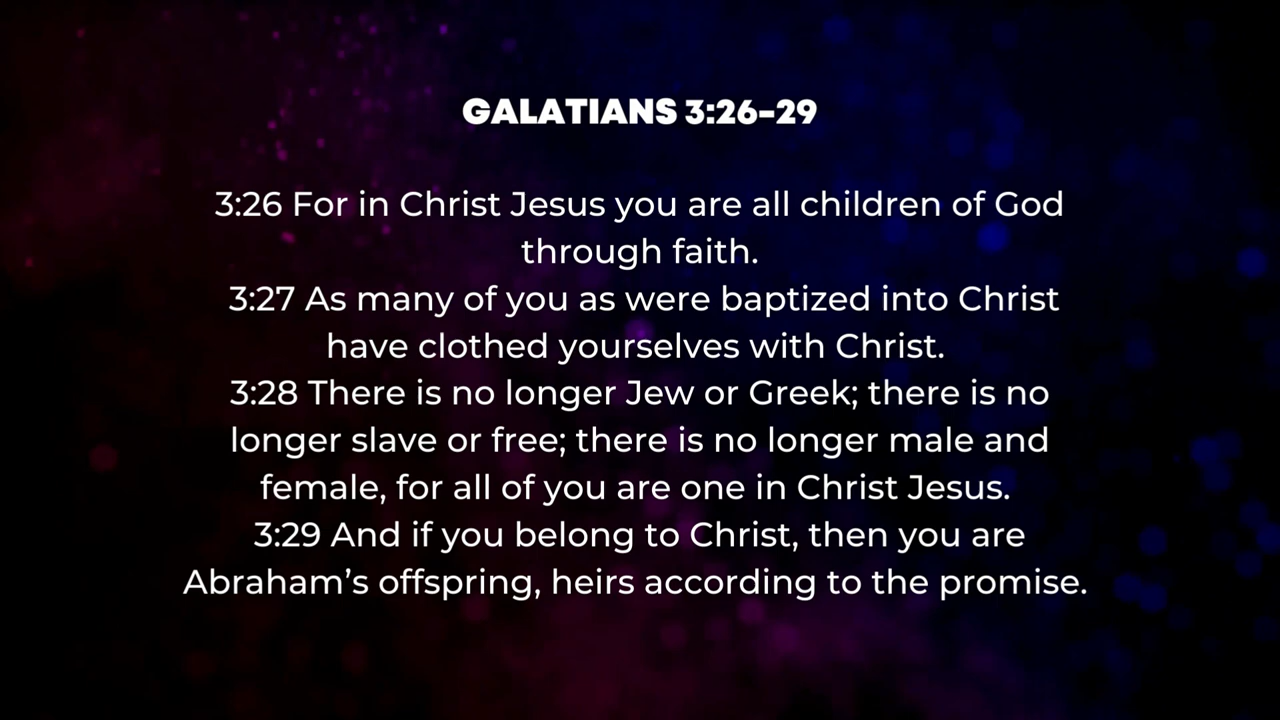 GALATIANS 3:26-29
3:26 For in Christ Jesus you are all children of God
through faith.
3:27 As many of you as were baptized into Christ
have clothed yourselves with Christ.
3:28 There is no longer Jew or Greek; there is no
longer slave or free; there is no longer male and
female, for all of you are one in Christ Jesus.
3:29 And if you belong to Christ, then you are
Abraham’s offspring, heirs according to the promise.